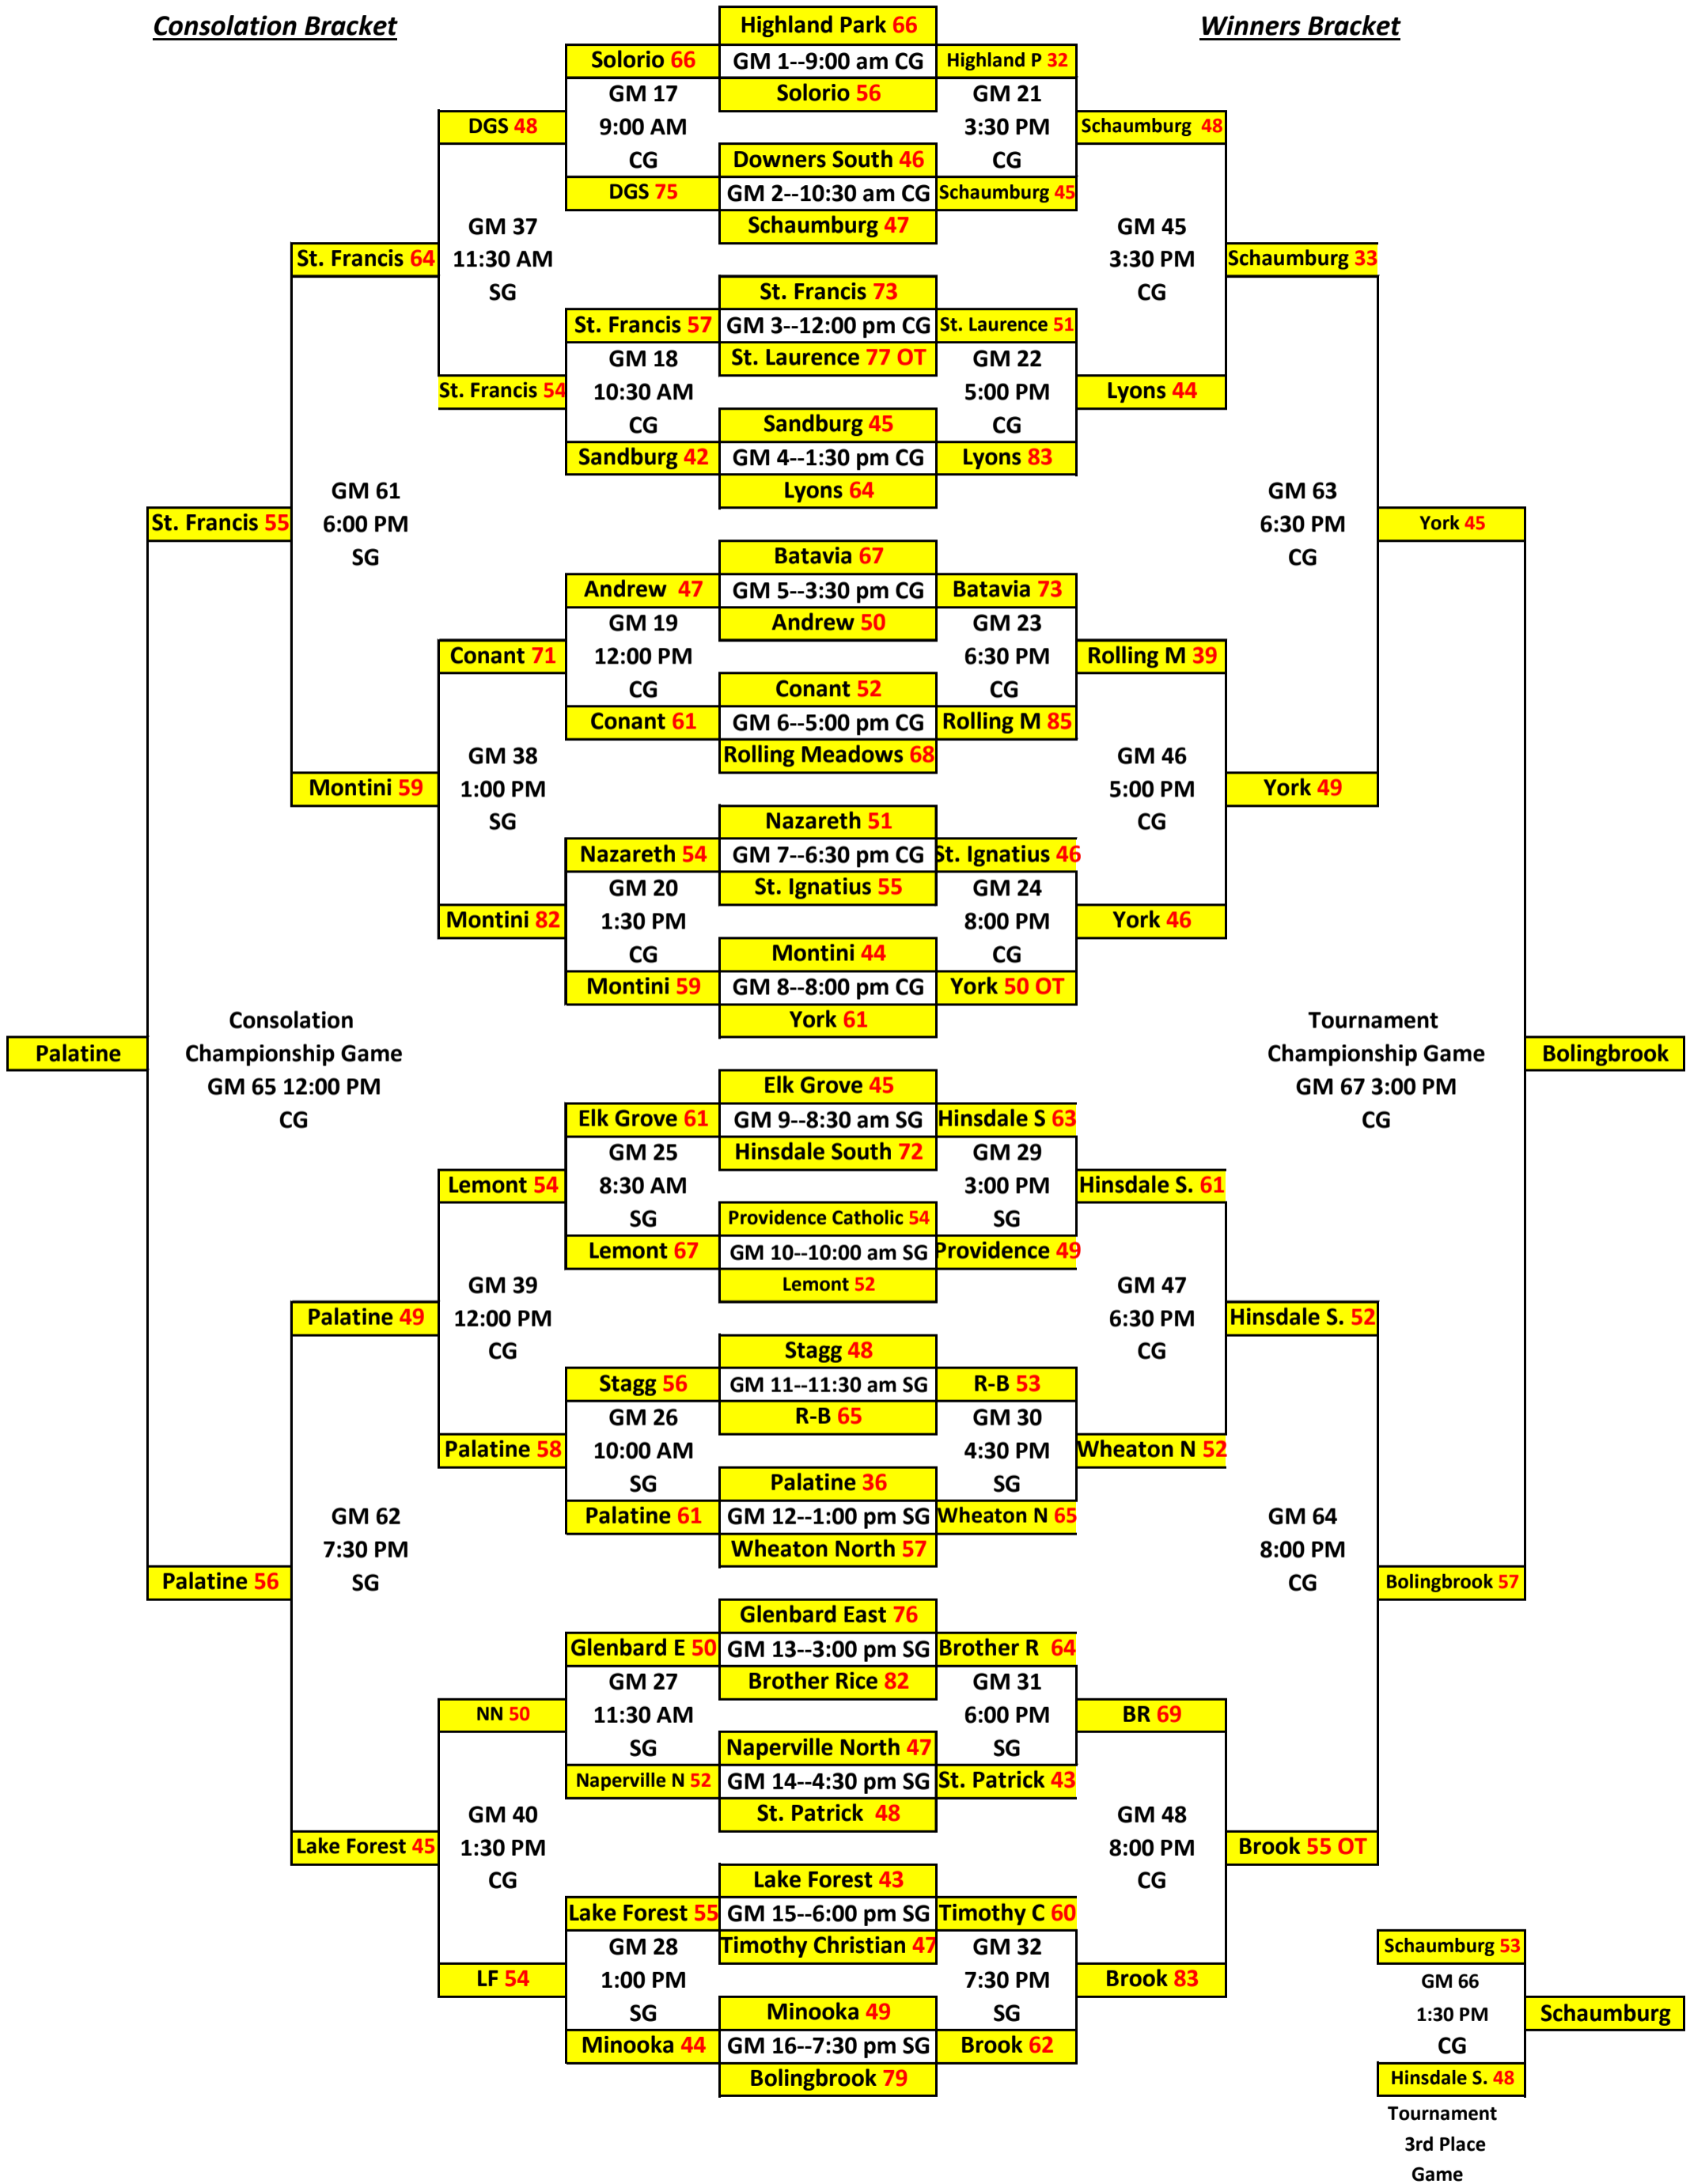 Consolation Bracket
Highland Park 66
Winners Bracket
Solorio 66
GM 1--9:00 am CG
Highland P 32
GM 17
Solorio 56
GM 21
DGS 48
9:00 AM
3:30 PM
Schaumburg 48
CG
Downers South 46
CG
DGS 75
GM 2--10:30 am CG
Schaumburg 45
GM 37
Schaumburg 47
GM 45
St. Francis 64
11:30 AM
3:30 PM
Schaumburg 33
SG
St. Francis 73
CG
St. Francis 57
GM 3--12:00 pm CG
St. Laurence 51
GM 18
St. Laurence 77 OT
GM 22
St. Francis 54
10:30 AM
5:00 PM
Lyons 44
CG
Sandburg 45
CG
Sandburg 42
GM 4--1:30 pm CG
Lyons 83
GM 61
Lyons 64
GM 63
St. Francis 55
6:00 PM
6:30 PM
York 45
SG
Batavia 67
CG
Andrew 47
GM 5--3:30 pm CG
Batavia 73
GM 19
Andrew 50
GM 23
Conant 71
12:00 PM
6:30 PM
Rolling M 39
CG
Conant 52
CG
Conant 61
GM 6--5:00 pm CG
Rolling M 85
GM 38
Rolling Meadows 68
GM 46
Montini 59
1:00 PM
5:00 PM
York 49
SG
Nazareth 51
CG
Nazareth 54
GM 7--6:30 pm CG
St. Ignatius 46
GM 20
St. Ignatius 55
GM 24
Montini 82
1:30 PM
8:00 PM
York 46
CG
Montini 44
CG
Montini 59
GM 8--8:00 pm CG
York 50 OT
Consolation
York 61
Tournament
Palatine
Championship Game
Championship Game
Bolingbrook
GM 65 12:00 PM
Elk Grove 45
GM 67 3:00 PM
CG
Elk Grove 61
GM 9--8:30 am SG
Hinsdale S 63
CG
GM 25
Hinsdale South 72
GM 29
Lemont 54
8:30 AM
3:00 PM
Hinsdale S. 61
SG
Providence Catholic 54
SG
Lemont 67
GM 10--10:00 am SG
Providence 49
GM 39
Lemont 52
GM 47
Palatine 49
12:00 PM
6:30 PM
Hinsdale S. 52
CG
Stagg 48
CG
Stagg 56
GM 11--11:30 am SG
R-B 53
GM 26
R-B 65
GM 30
Palatine 58
10:00 AM
4:30 PM
Wheaton N 52
SG
Palatine 36
SG
Palatine 61
GM 12--1:00 pm SG
Wheaton N 65
GM 62
GM 64
Wheaton North 57
7:30 PM
8:00 PM
Palatine 56
SG
CG
Bolingbrook 57
Glenbard East 76
Glenbard E 50
GM 13--3:00 pm SG
Brother R 64
GM 27
Brother Rice 82
GM 31
NN 50
11:30 AM
6:00 PM
BR 69
SG
Naperville North 47
SG
Naperville N 52
GM 14--4:30 pm SG
St. Patrick 43
GM 40
St. Patrick 48
GM 48
Lake Forest 45
1:30 PM
8:00 PM
Brook 55 OT
CG
Lake Forest 43
CG
Lake Forest 55
GM 15--6:00 pm SG
Timothy C 60
GM 28
Timothy Christian 47
GM 32
Schaumburg 53
LF 54
1:00 PM
7:30 PM
Brook 83
GM 66
SG
Minooka 49
SG
1:30 PM
Schaumburg
Minooka 44
GM 16--7:30 pm SG
Brook 62
CG
Bolingbrook 79
Hinsdale S. 48
Tournament
3rd Place
Game